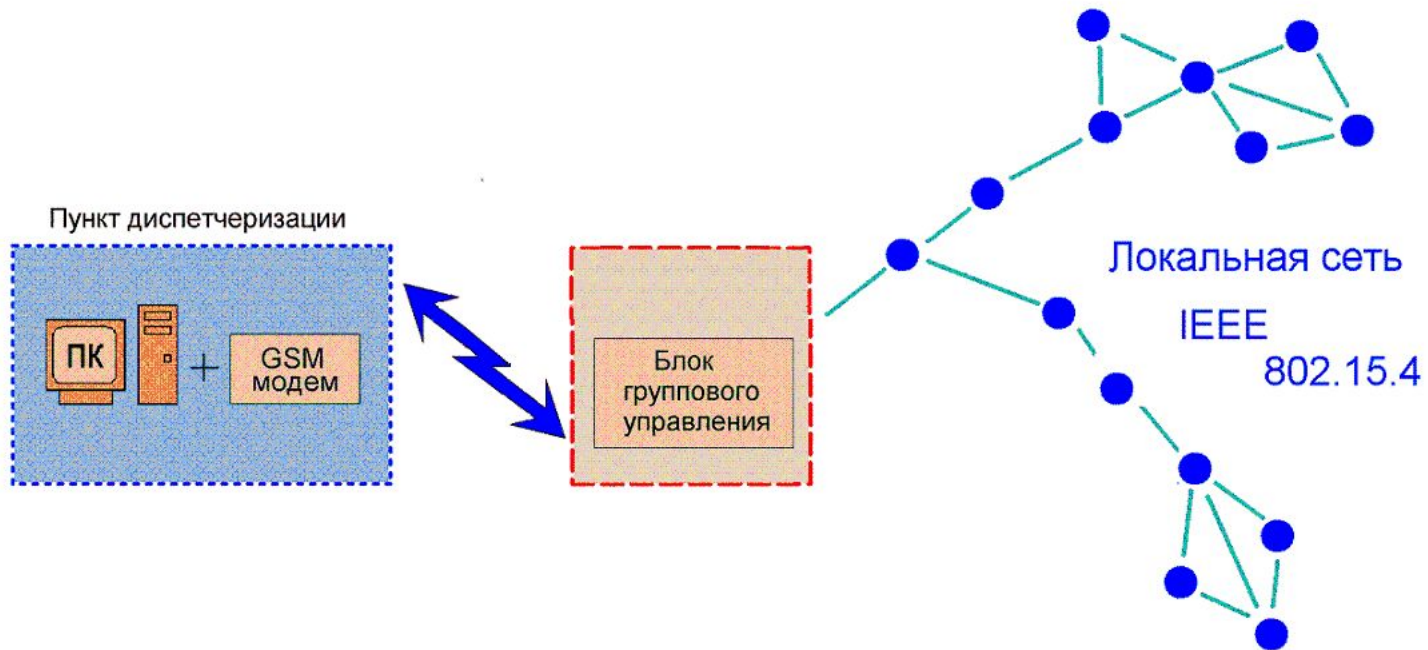 Пункт диспетчеризации
ПК
+
GSM
модем
Блок
группового
управления
Локальная сеть
IEEE
802.15.4